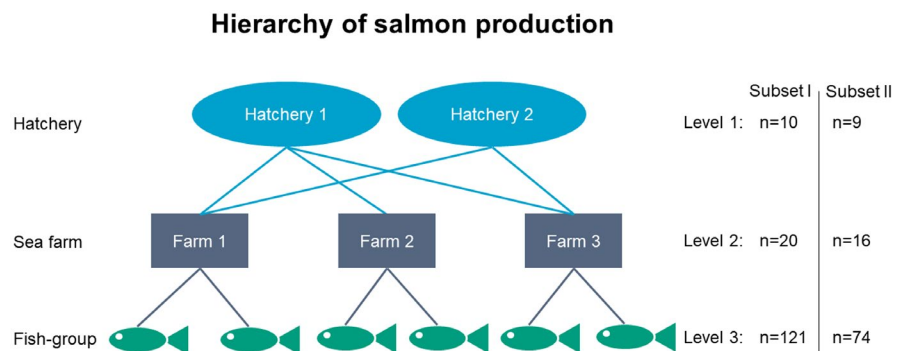 Hierarchy of salmon production
Subset I Subset II
Hatchery Hatchery 1 Hatchery 2 Level 1: n=10 n=9
Sea farm Farm 1 Farm 2 Farm 3 Level 2: n=20 n=16
Fish-group Level 3: n=121 n=74